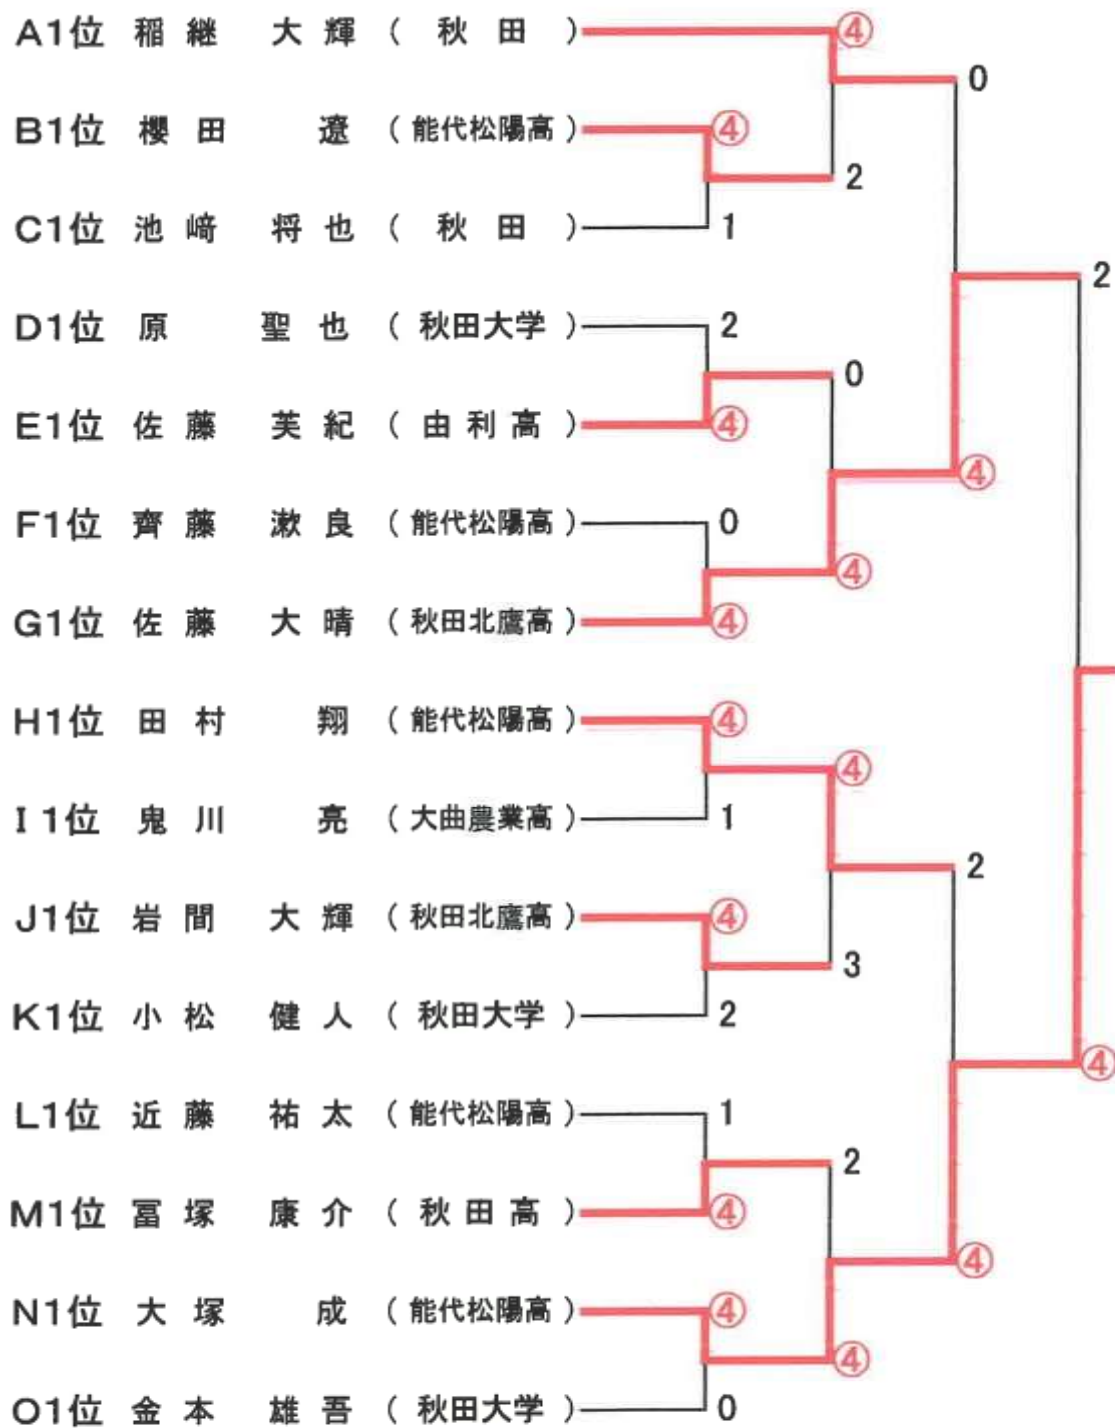 ④
A1位 稲継 大輝 ( 秋田 )
0
B1位 櫻田 遼 ( 能代松陽高 ) ④
2
C1位 池﨑 将也 ( 秋田 ) 1
2
D1位 原 聖也 ( 秋田大学 ) 2
0
E1位 佐藤 芙紀 ( 由利高 ) ④
④
F1位 齊藤 漱良 ( 能代松陽高 ) 0
④
G1位 佐藤 大晴 ( 秋田北鷹高 ) ④
H1位 田村 翔 ( 能代松陽高 ) ④
④
I1位 鬼川 亮 ( 大曲農業高 ) 1
2
J1位 岩間 大輝 ( 秋田北鷹高 ) ④
3
K1位 小松 健人 ( 秋田大学 ) 2
④
L1位 近藤 祐太 ( 能代松陽高 ) 1
2
M1位 冨塚 康介 ( 秋田高 ) ④
④
N1位 大塚 成 ( 能代松陽高 ) ④
④
O1位 金本 雄吾 ( 秋田大学 ) 0